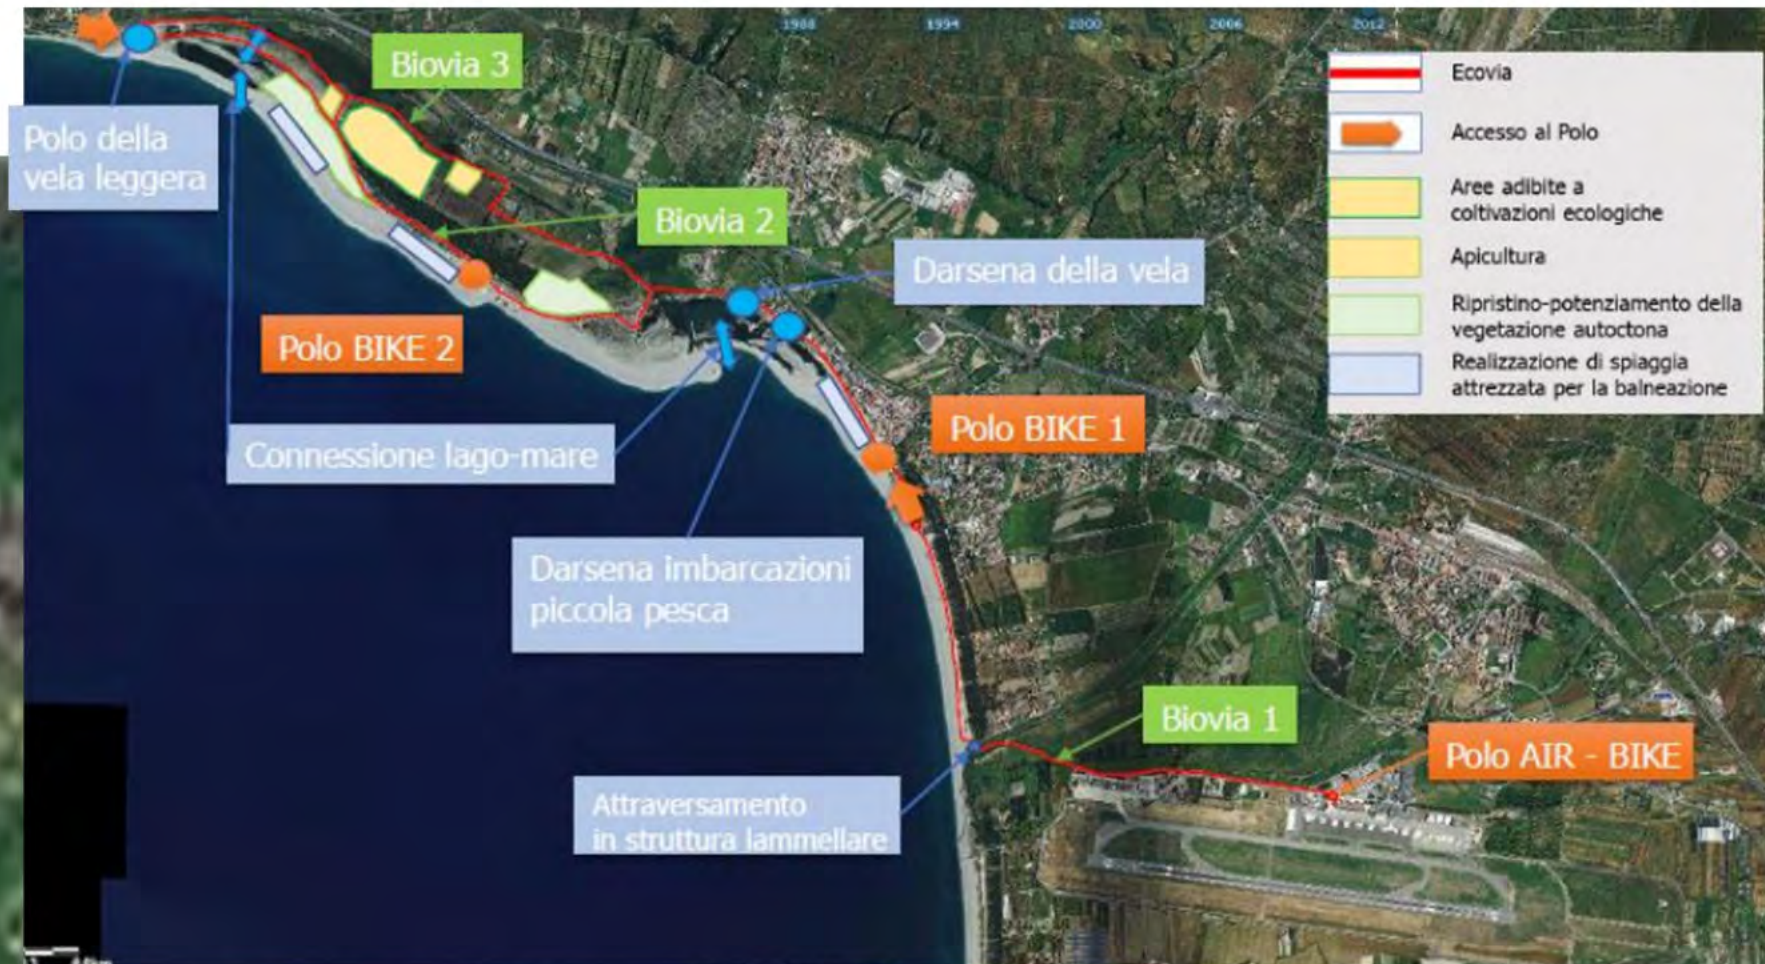 1988 1994 2000 2006 2012
Biovia 3
Polo della
vela leggera
Biovia 2
Darsena della vela
Polo BIKE 2
Polo BIKE 1
Connessione lago-mare
Darsena imbarcazioni
piccola pesca
Biovia 1
Polo AIR - BIKE
Attraversamento
in struttura lammellare
Ecovia
Accesso al Polo
Aree adibite a
coltivazioni ecologiche
Apicultura
Ripristino-potenziamento della
vegetazione autoctona
Realizzazione di spiaggia
attrezzata per la balneazione